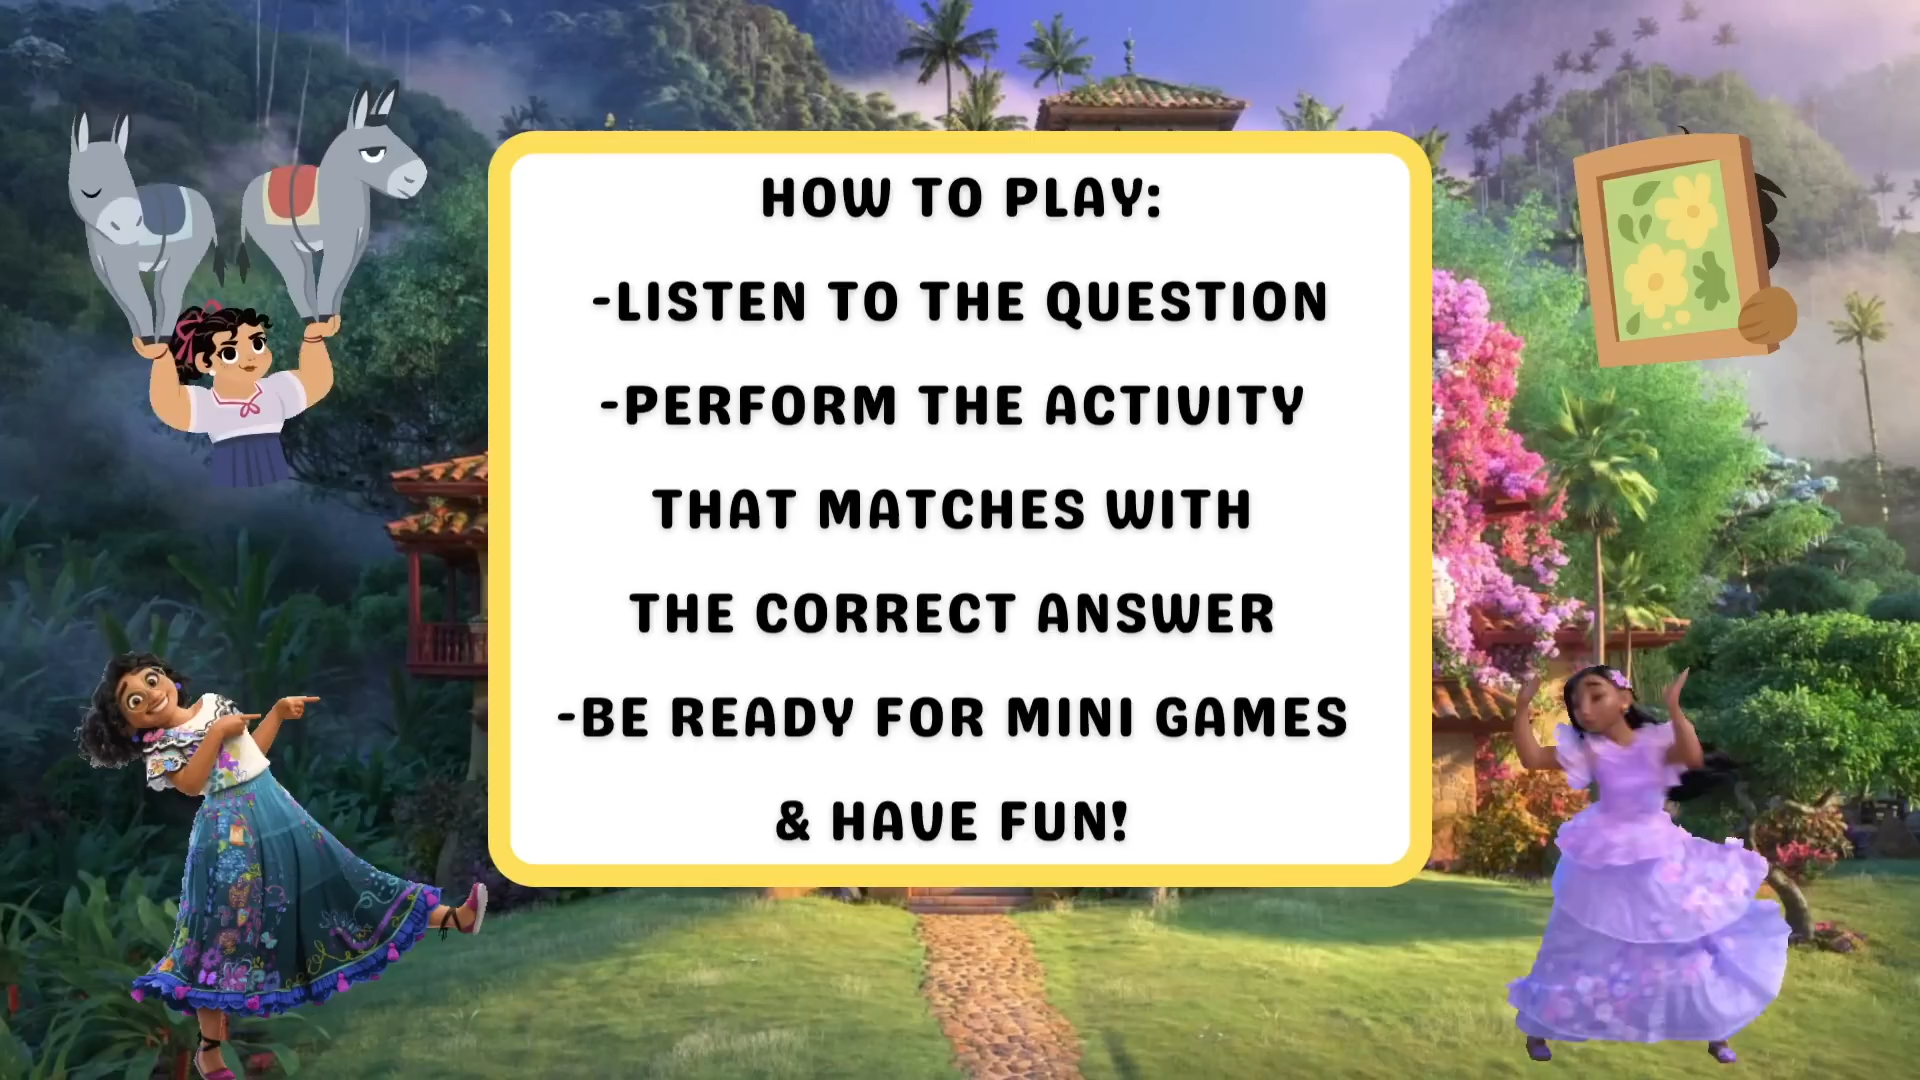 HOW TO PLAY:
-LISTEN TO THE QUESTION
-PERFORM THE ACTIVITY
THAT MATCHES WITH
THE CORRECT ANSWER
-BE READY FOR MINI GAMES
& HAVE FUN!